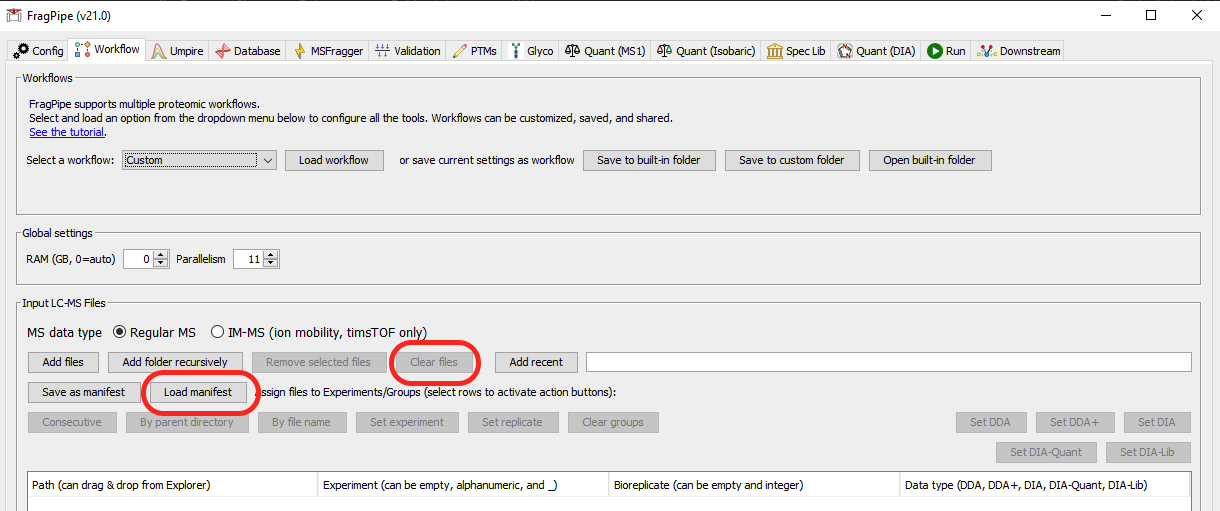 FragPipe (v21.0)
Config Workflow Umpire Database MSFragger Validation PTMs Glyco Quant (MS1) Quant (Isobaric) Spec Lib Quant (DIA) Run Downstream
Workflows
FragPipe supports multiple proteomic workflows.
Select and load an option from the dropdown menu below to configure all the tools. Workflows can be customized, saved, and shared.
See the tutorial.
Select a workflow: Custom Load workflow or save current settings as workflow Save to built-in folder Save to custom folder Open built-in folder
Global settings
RAM (GB, 0=auto) 0 Parallelism 11
Input LC-MS Files
MS data type Regular MS IM-MS (ion mobility, timsTOF only)
Add files Add folder recursively Remove selected files Clear files Add recent
Save as manifest Load manifest Assign files to Experiments/Groups (select rows to activate action buttons):
Consecutive By parent directory By file name Set experiment Set replicate Clear groups Set DDA Set DDA+ Set DIA
Set DIA-Quant Set DIA-Lib
Path (can drag & drop from Explorer) Experiment (can be empty, alphanumeric, and _) Bioreplicate (can be empty and integer) Data type (DDA, DDA+, DIA, DIA-Quant, DIA-Lib)